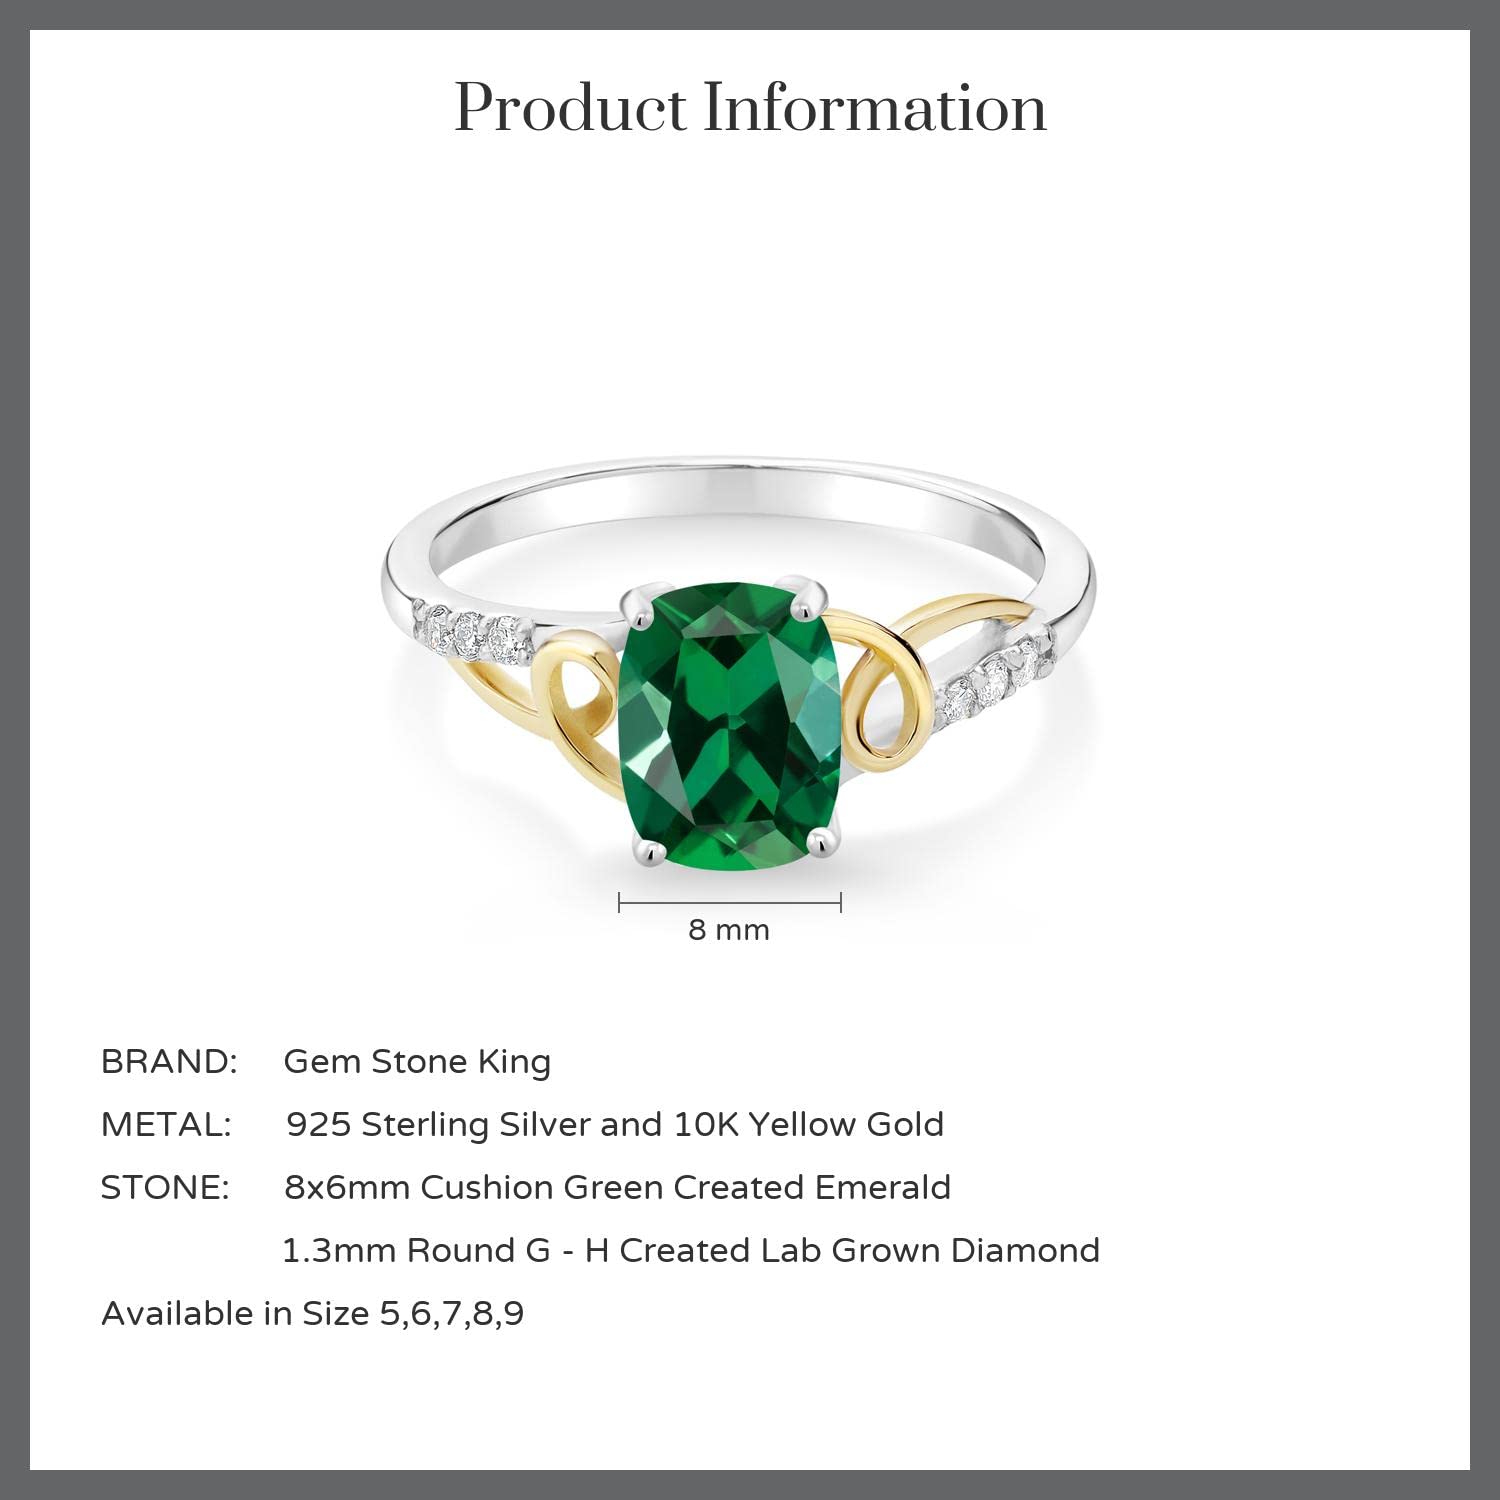 Product Information
8 mm
BRAND: Gem Stone King
METAL: 925 Sterling Silver and 10K Yellow Gold
STONE: 8x6mm Cushion Green Created Emerald
1.3mm Round G - H Created Lab Grown Diamond
Available in Size 5,6,7,8,9